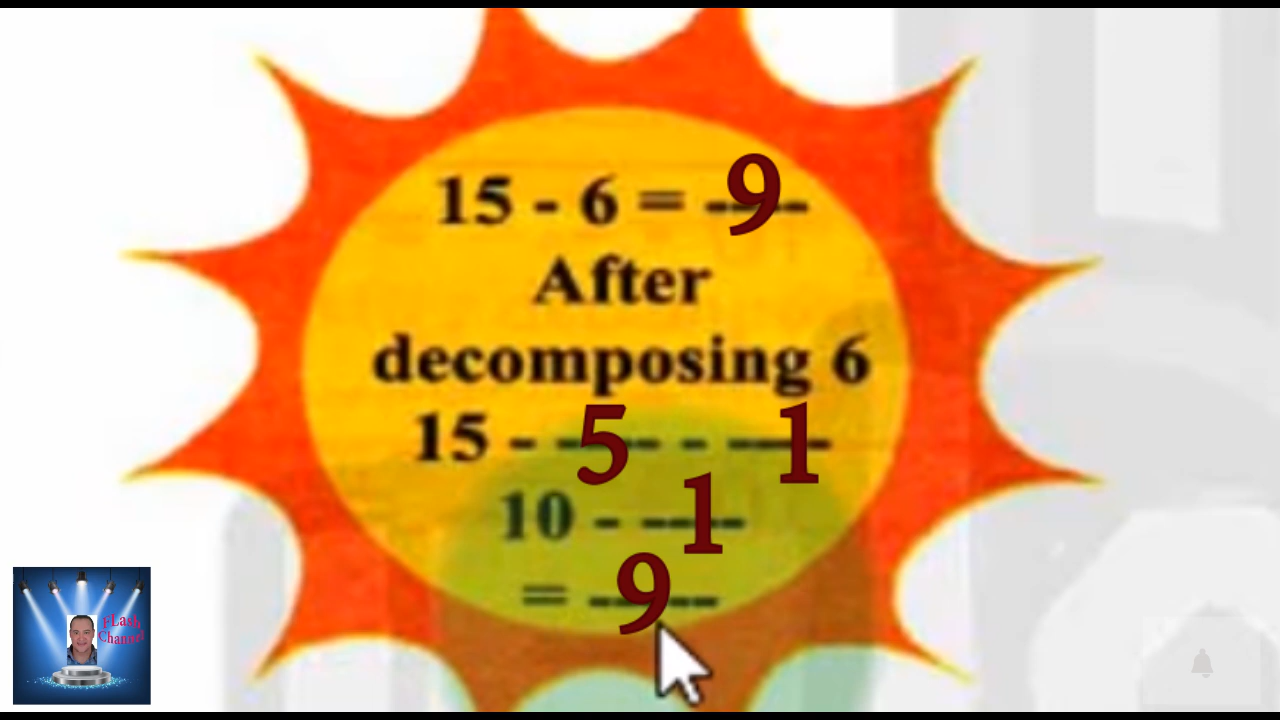 15 - 6 = 9
After
decomposing 6
15 - 5 - 1
10 - 1
= 9
FLash
Channel